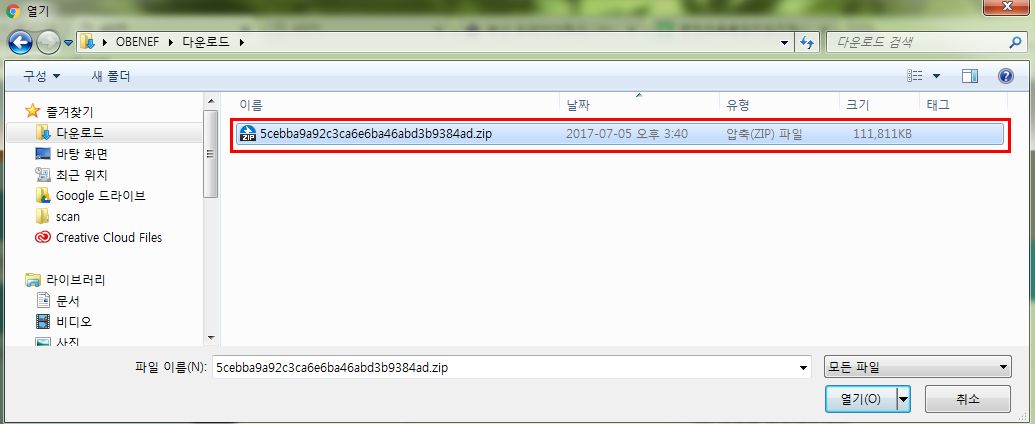 열기
OBENEF 다운로드
다운로드 검색
구성 새 폴더
즐겨찾기
다운로드
바탕 화면
최근 위치
Google 드라이브
scan
Creative Cloud Files
라이브러리
문서
비디오
사진
이름 날짜 유형 크기 태그
ZIP 5cebba9a92c3ca6e6ba46abd3b9384ad.zip 2017-07-05 오후 3:40 압축(ZIP) 파일 111,811KB
파일 이름(N): 5cebba9a92c3ca6e6ba46abd3b9384ad.zip 모든 파일
열기(O) 취소